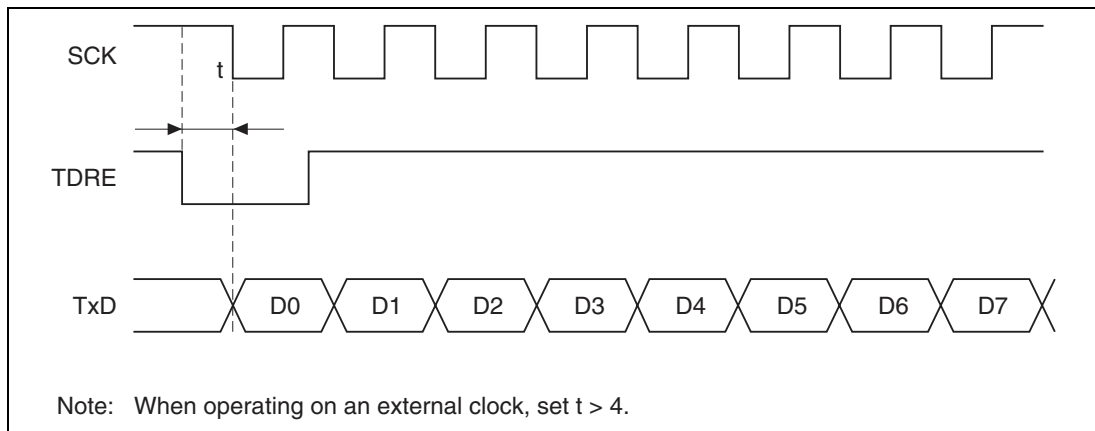 SCK
t
TDRE
TxD D0 D1 D2 D3 D4 D5 D6 D7
Note: When operating on an external clock, set t > 4.